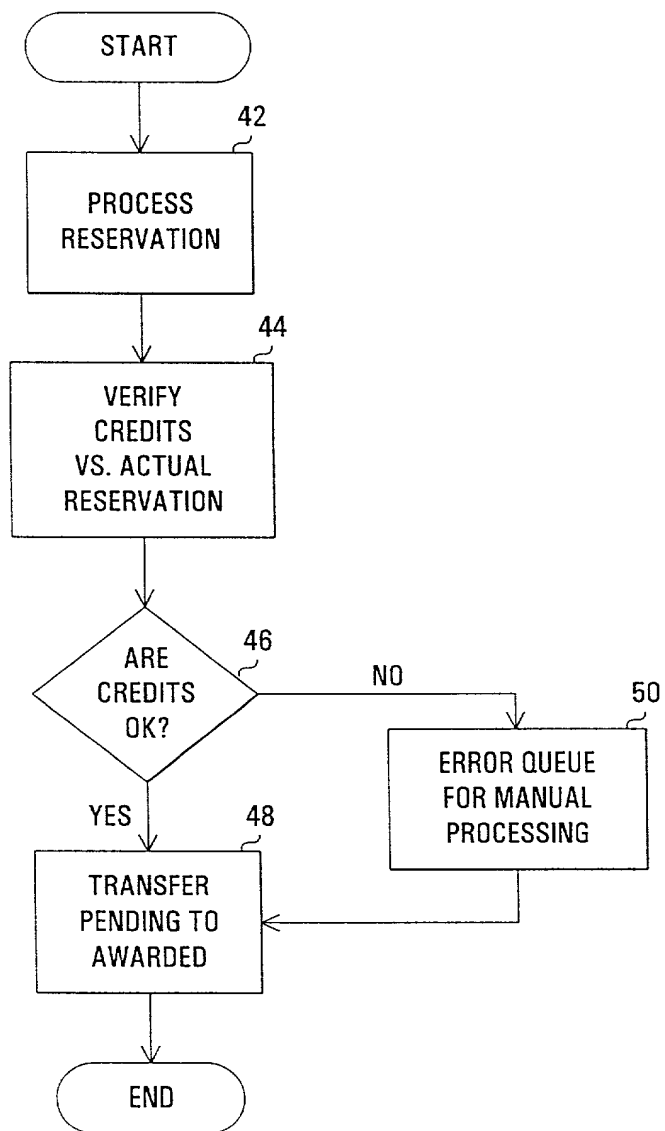 START
42
PROCESS
RESERVATION
44
VERIFY
CREDITS
VS. ACTUAL
RESERVATION
46
ARE
CREDITS
OK?
NO
50
ERROR QUEUE
FOR MANUAL
PROCESSING
YES
48
TRANSFER
PENDING TO
AWARDED
END